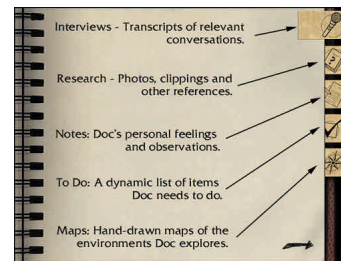 Interviews - Transcripts of relevant
conversations.
Research - Photos, clippings and
other references.
Notes: Doc's personal feelings
and observations.
To Do: A dynamic list of items
Doc needs to do.
Maps: Hand-drawn maps of the
environments Doc explores.
?